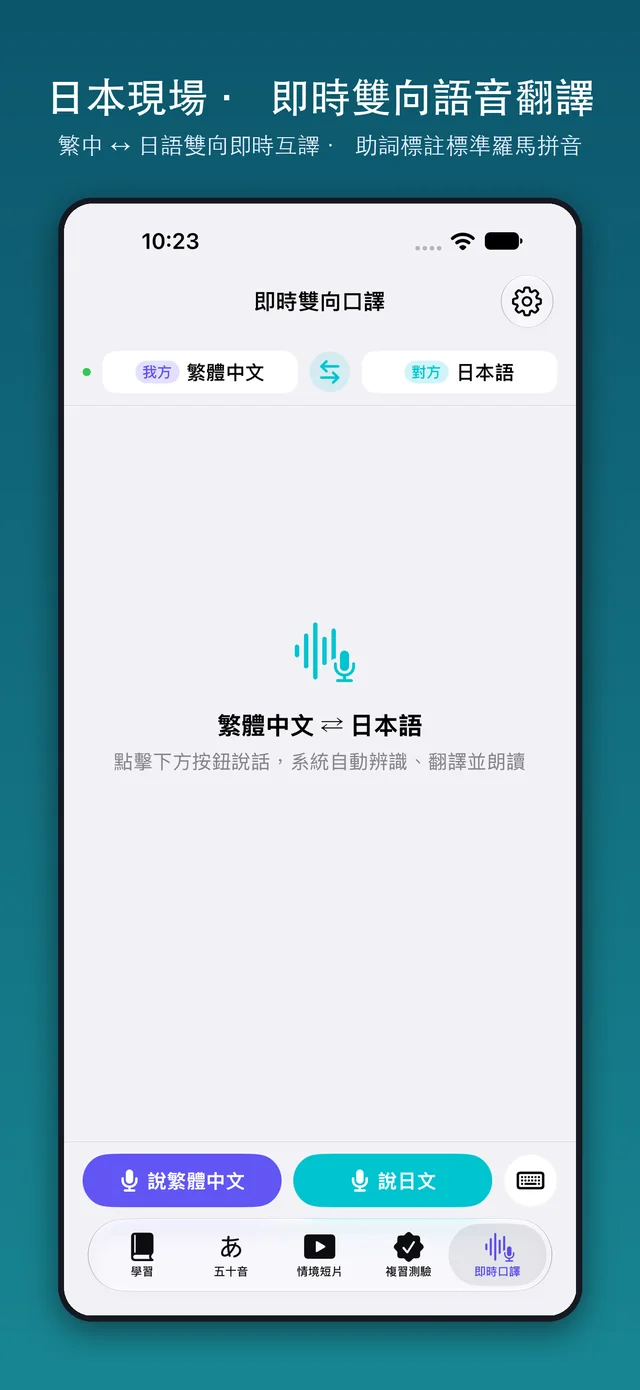 日本現場 · 即時雙向語音翻譯
繁中 ↔ 日語雙向即時互譯 · 助詞標註標準羅馬拼音
10:23
即時雙向口譯
我方 繁體中文
對方 日本語
繁體中文 ⇄ 日本語
點擊下方按鈕說話，系統自動辨識、翻譯並朗讀
說繁體中文
說日文
學習
あ
五十音
情境短片
複習測驗
即時口譯